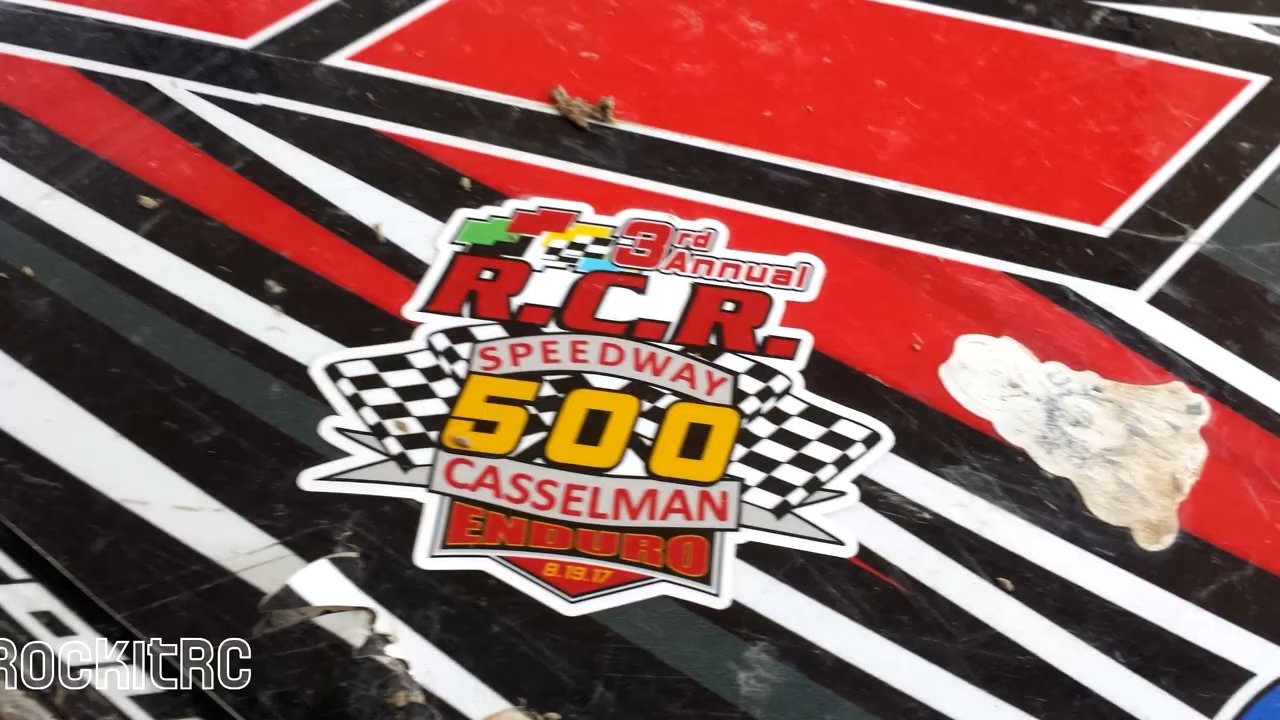 3rd
Annual
R.C.R.
SPEEDWAY
500
CASSELMAN
ENDURO
8.19.17
ROCKITRC